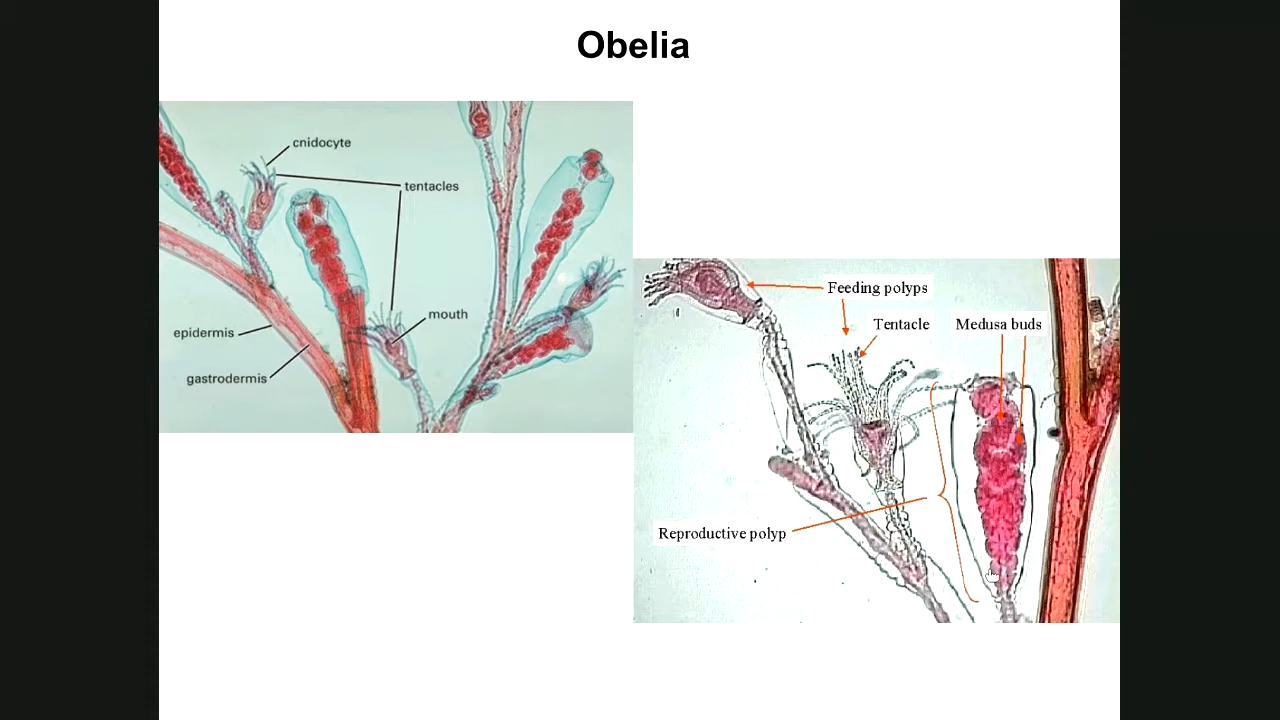 Obelia
cnidocyte
tentacles
mouth
epidermis
gastrodermis
Feeding polyps
Tentacle
Medusa buds
Reproductive polyp